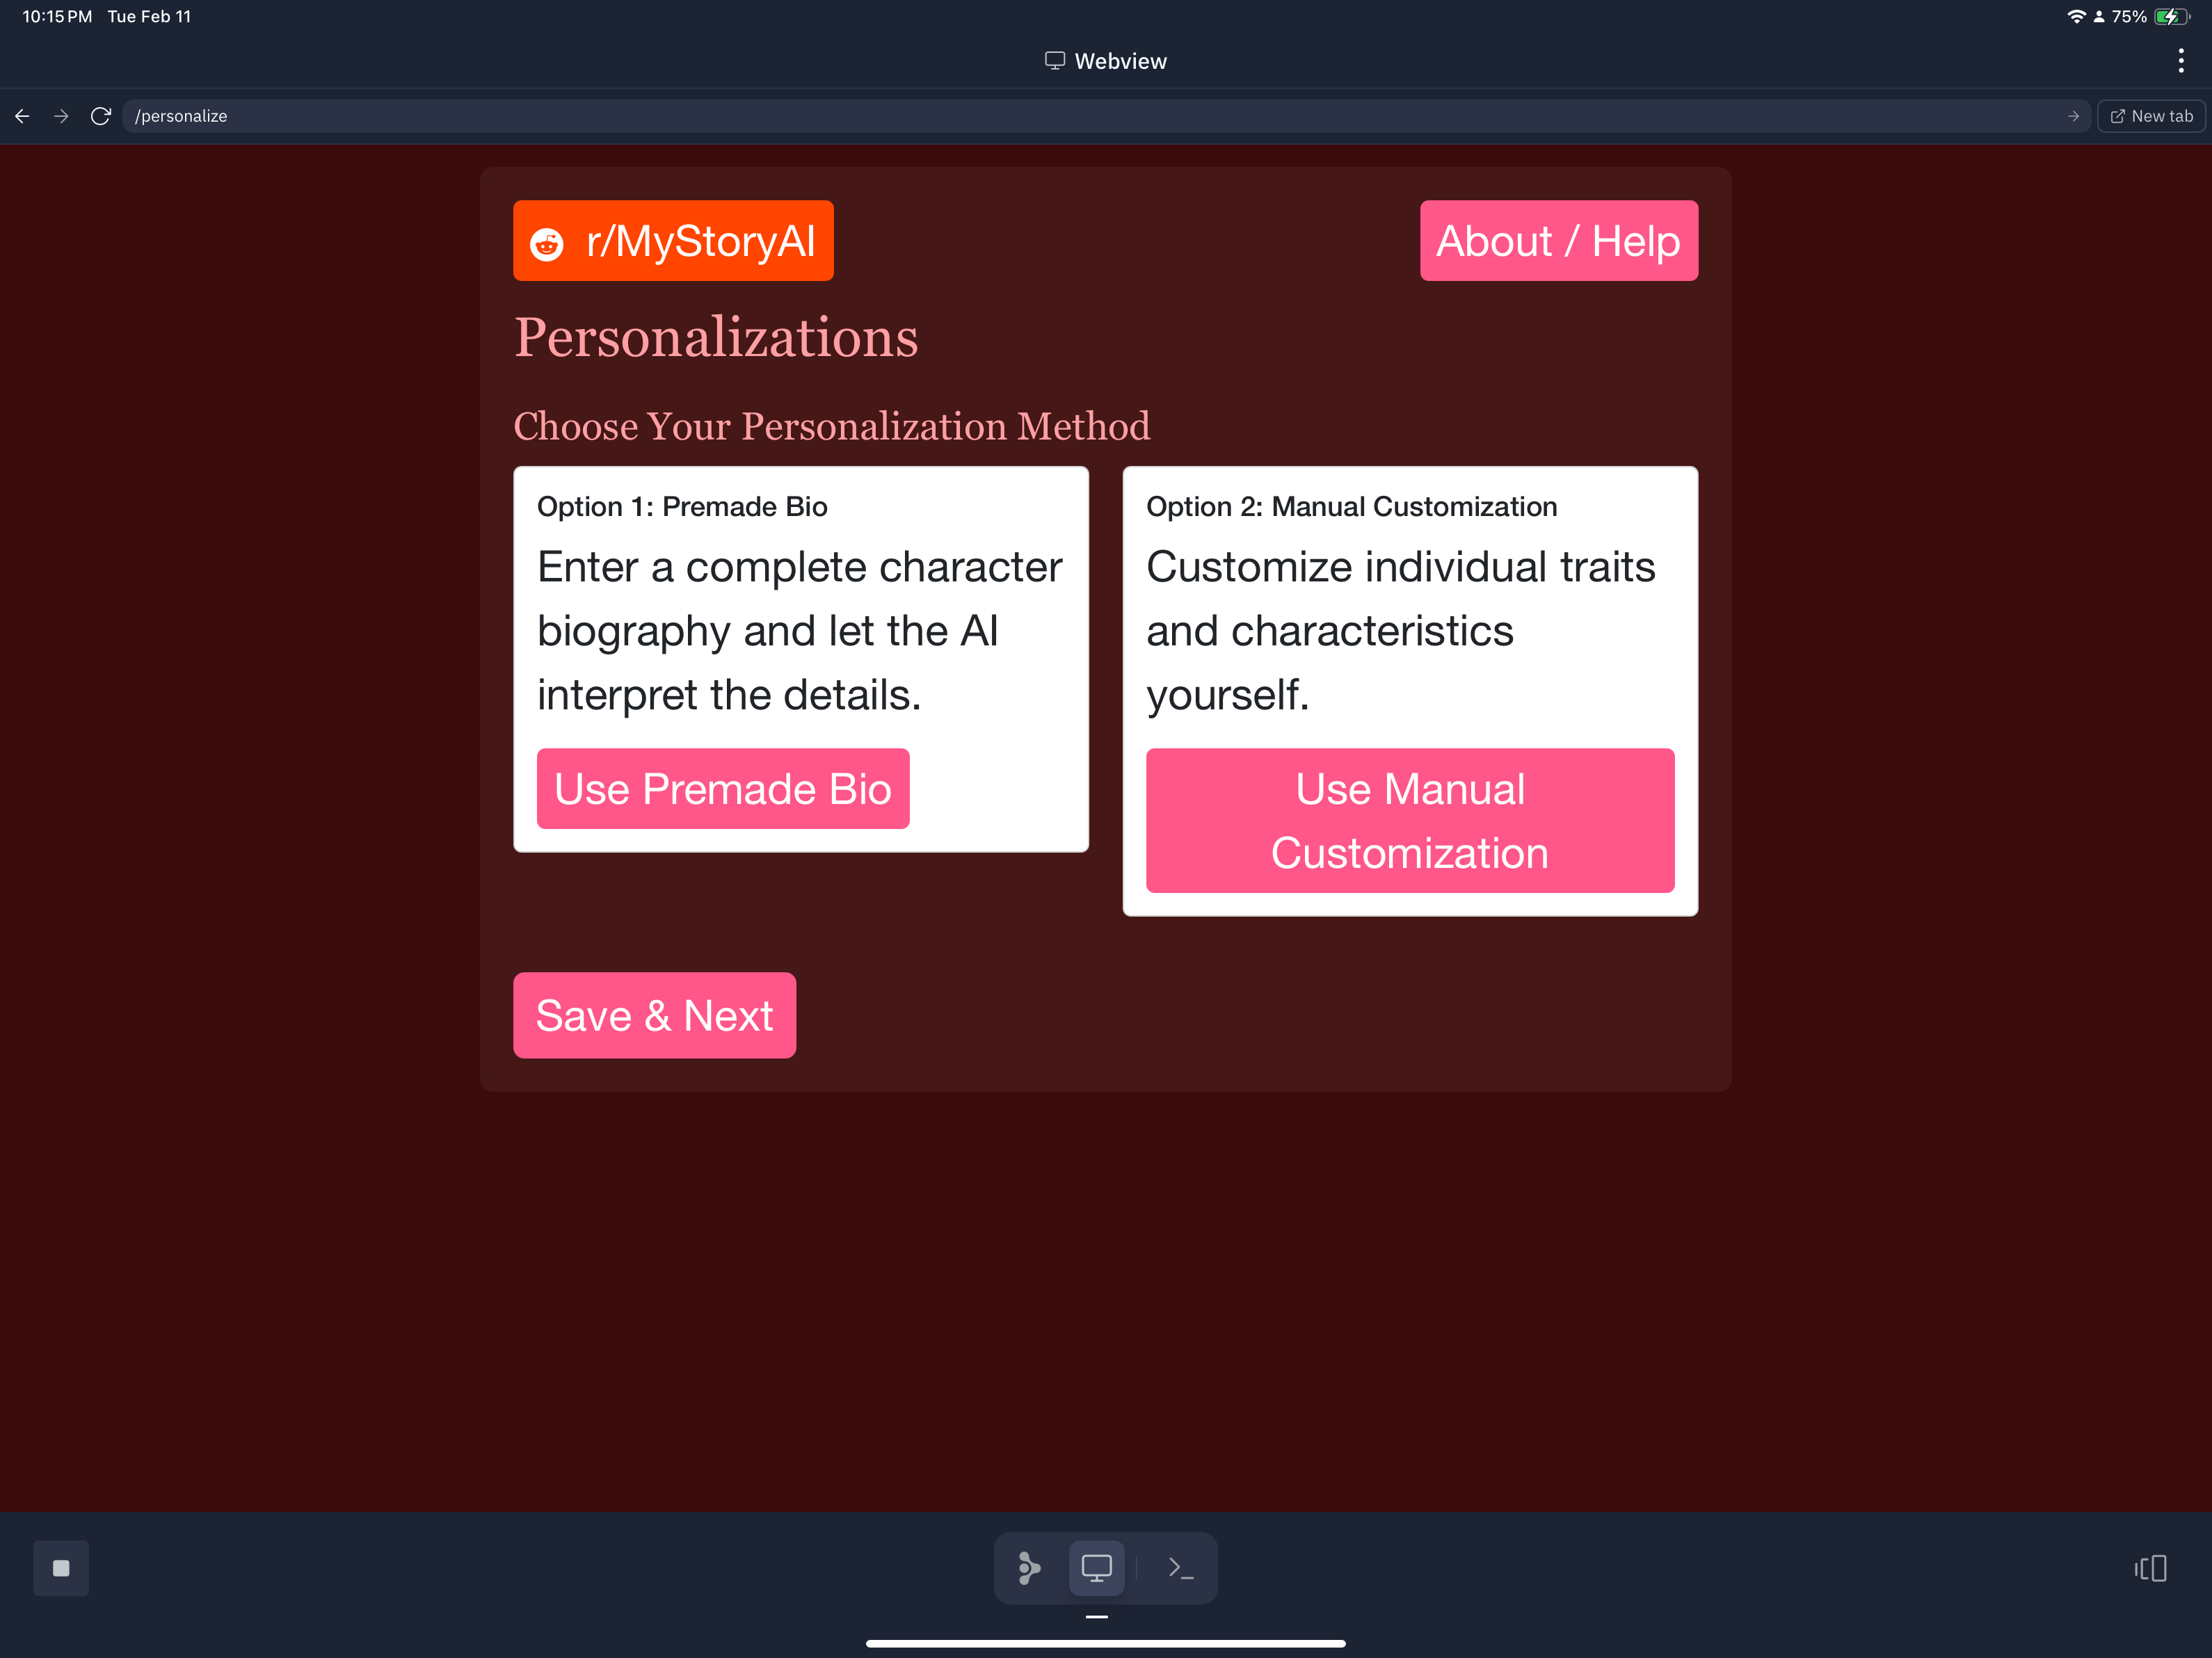 10:15 PM Tue Feb 11
75%
Webview
/personalize
New tab
r/MyStoryAI
About / Help
Personalizations
Choose Your Personalization Method
Option 1: Premade Bio
Enter a complete character
biography and let the AI
interpret the details.
Use Premade Bio
Option 2: Manual Customization
Customize individual traits
and characteristics
yourself.
Use Manual
Customization
Save & Next